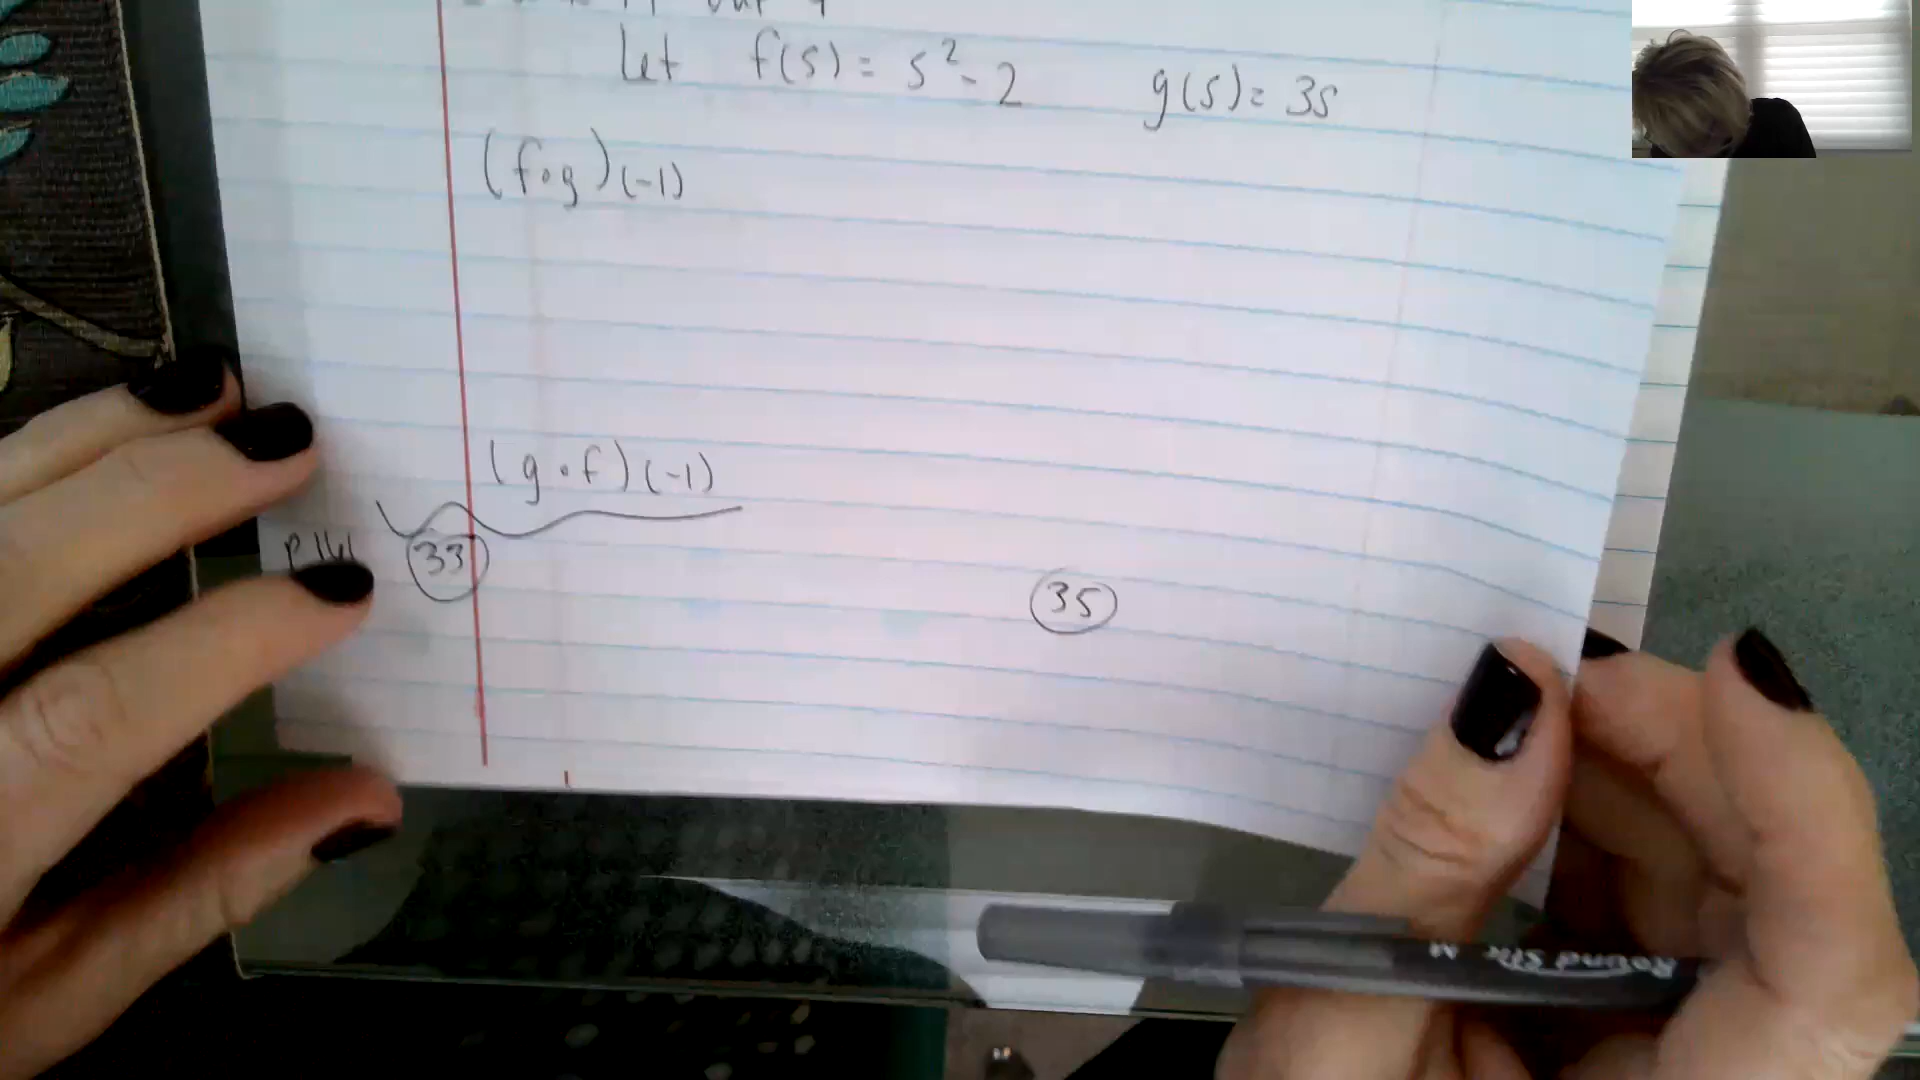 Let f(s) = s² - 2 g(s) = 3s
(f∘g)(-1)
(g∘f)(-1)
33
35
Round Stic M